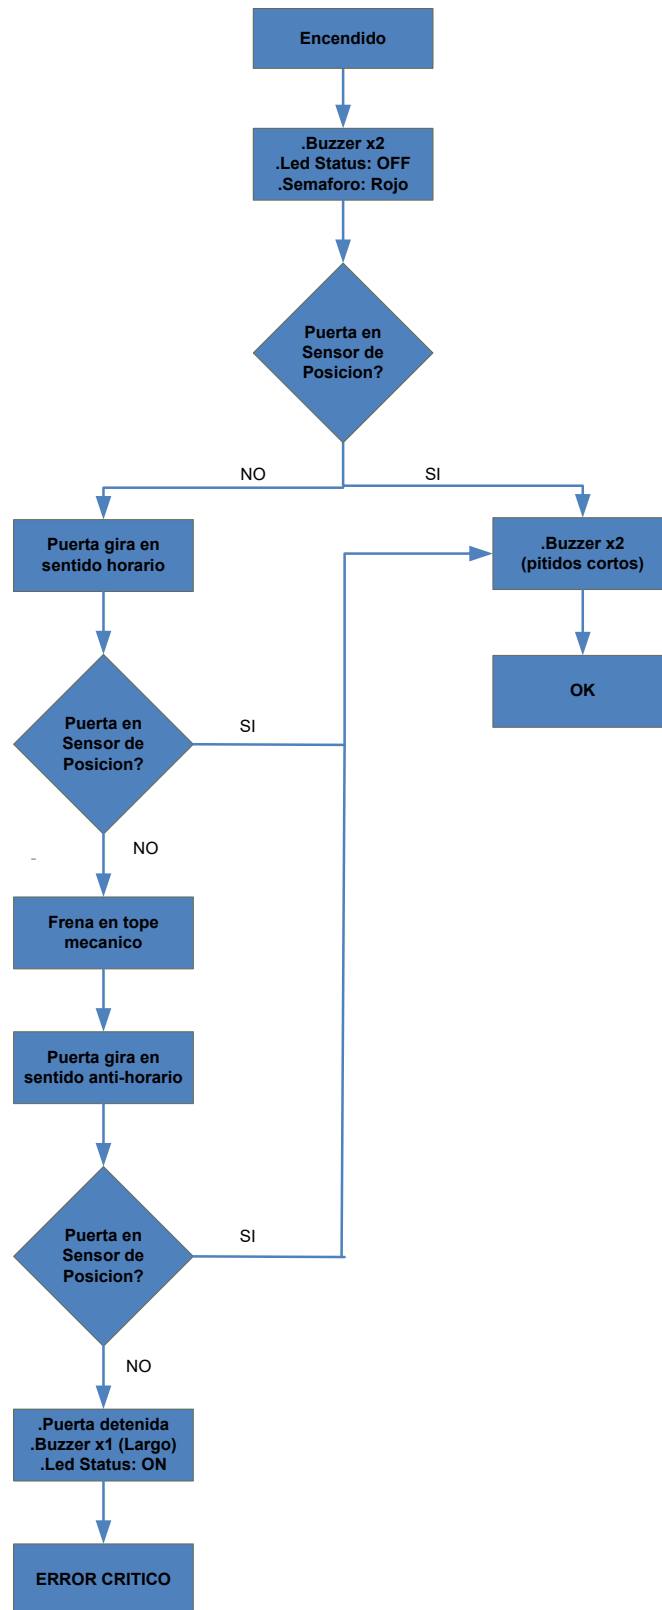 Encendido
.Buzzer x2
.Led Status: OFF
.Semaforo: Rojo
Puerta en
Sensor de
Posicion?
NO
SI
Puerta gira en
sentido horario
.Buzzer x2
(pitidos cortos)
OK
Puerta en
Sensor de
Posicion?
SI
NO
Frena en tope
mecanico
Puerta gira en
sentido anti-horario
Puerta en
Sensor de
Posicion?
SI
NO
.Puerta detenida
.Buzzer x1 (Largo)
.Led Status: ON
ERROR CRITICO